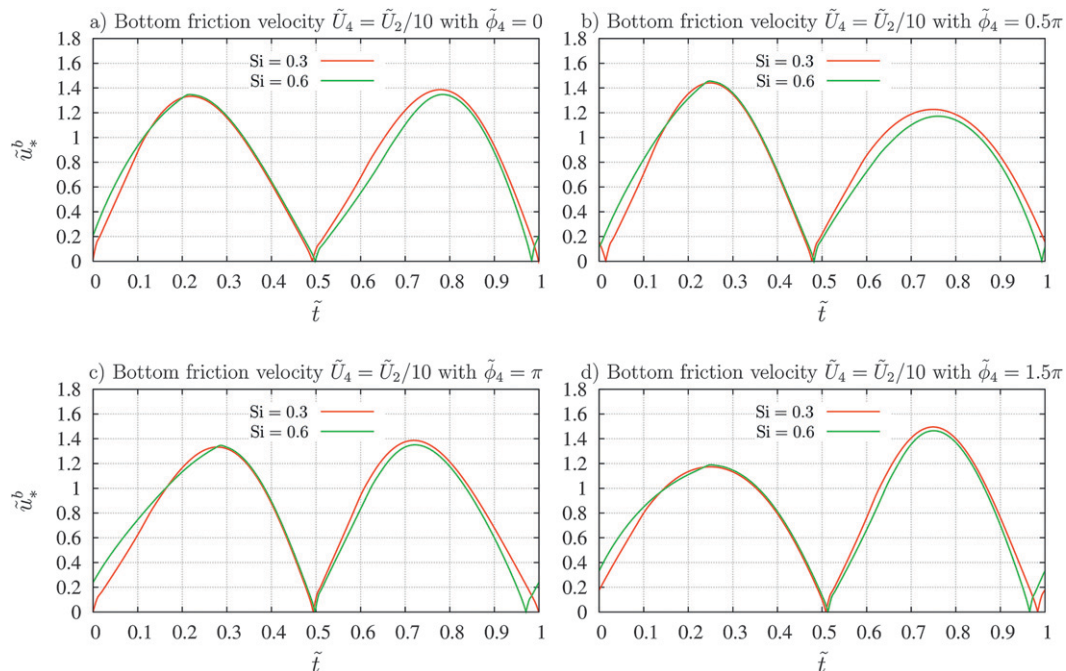 a) Bottom friction velocity Ũ₄ = Ũ₂/10 with ϕ̃₄ = 0
1.8
1.6
1.4
1.2
1
0.8
0.6
0.4
0.2
0
ũ*ᵇ
Si = 0.3
Si = 0.6
0 0.1 0.2 0.3 0.4 0.5 0.6 0.7 0.8 0.9 1
t̃
b) Bottom friction velocity Ũ₄ = Ũ₂/10 with ϕ̃₄ = 0.5π
1.8
1.6
1.4
1.2
1
0.8
0.6
0.4
0.2
0
Si = 0.3
Si = 0.6
0 0.1 0.2 0.3 0.4 0.5 0.6 0.7 0.8 0.9 1
t̃
c) Bottom friction velocity Ũ₄ = Ũ₂/10 with ϕ̃₄ = π
1.8
1.6
1.4
1.2
1
0.8
0.6
0.4
0.2
0
ũ*ᵇ
Si = 0.3
Si = 0.6
0 0.1 0.2 0.3 0.4 0.5 0.6 0.7 0.8 0.9 1
t̃
d) Bottom friction velocity Ũ₄ = Ũ₂/10 with ϕ̃₄ = 1.5π
1.8
1.6
1.4
1.2
1
0.8
0.6
0.4
0.2
0
Si = 0.3
Si = 0.6
0 0.1 0.2 0.3 0.4 0.5 0.6 0.7 0.8 0.9 1
t̃